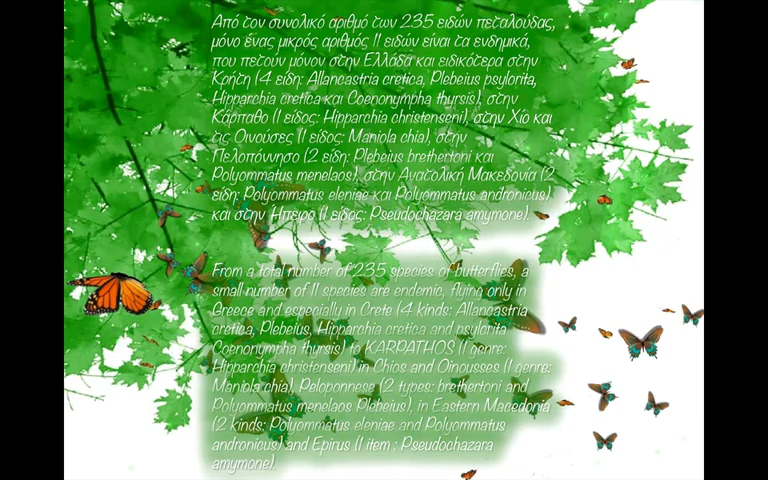 Από τον συνολικό αριθμό των 235 ειδών πεταλούδας,
μόνο ένας μικρός αριθμός 11 ειδών είναι τα ενδημικά,
που πετούν μόνον στην Ελλάδα και ειδικότερα στην
Κρήτη (4 είδη: Allancastria cretica, Plebeius psylorita,
Hipparchia cretica και Coenonympha thyrsis), στην
Κάρπαθο (1 είδος: Hipparchia christenseni), στην Χίο και
τις Οινούσες (1 είδος: Maniola chia), στην
Πελοπόννησο (2 είδη: Plebeius brethertoni και
Polyommatus menelaos), στην Ανατολική Μακεδονία (2
είδη: Polyommatus eleniae και Polyommatus andronicus)
και στην Ήπειρο (1 είδος: Pseudochazara amymone).
From a total number of 235 species of butterflies, a
small number of 11 species are endemic, flying only in
Greece and especially in Crete (4 kinds: Allancastria
cretica, Plebeius, Hipparchia cretica and psylorita
Coenonympha thyrsis) to KARPATHOS (1 genre:
Hipparchia christenseni) in Chios and Oinousses (1 genre:
Maniola chia), Peloponness (2 types: brethertoni and
Polyommatus menelaos Plebeius), in Eastern Macedonia
(2 kinds: Polyommatus eleniae and Polyommatus
andronicus) and Epirus (1 item : Pseudochazara
amymone).